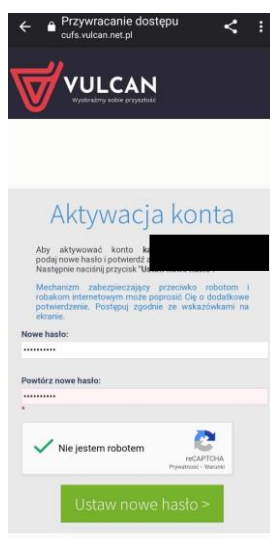 Przywracanie dostępu
cufs.vulcan.net.pl
VULCAN
Wyobraźmy sobie przyszłość
Aktywacja konta
Aby aktywować konto
podaj nowe hasło i potwierdź
Następnie naciśnij przycisk
Mechanizm zabezpieczający przeciwko robotom i
robakom internetowym może poprosić Cię o dodatkowe
potwierdzenie. Postępuj zgodnie ze wskazówkami na
ekranie.
Nowe hasło:
••••••••••
Powtórz nowe hasło:
••••••••••
*
Nie jestem robotem
reCAPTCHA
Prywatność - Warunki
Ustaw nowe hasło >